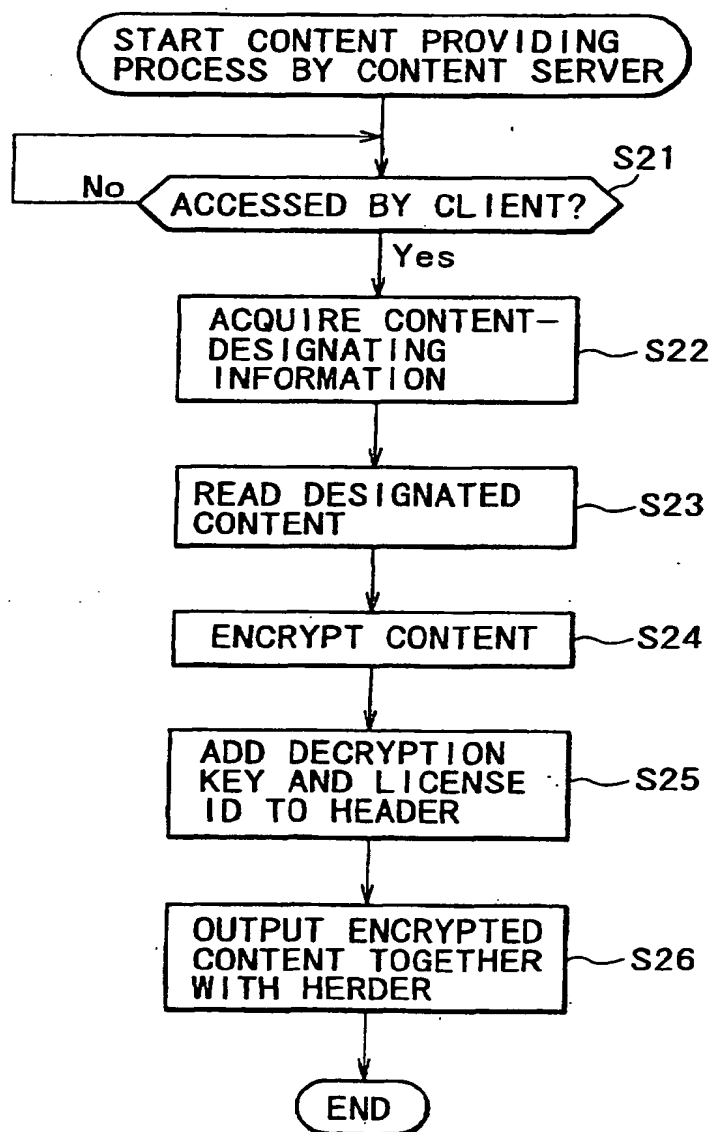 START CONTENT PROVIDING
PROCESS BY CONTENT SERVER
S21
No
ACCESSED BY CLIENT?
Yes
ACQUIRE CONTENT-
DESIGNATING
INFORMATION
S22
READ DESIGNATED
CONTENT
S23
ENCRYPT CONTENT
S24
ADD DECRYPTION
KEY AND LICENSE
ID TO HEADER
S25
OUTPUT ENCRYPTED
CONTENT TOGETHER
WITH HERDER
S26
END